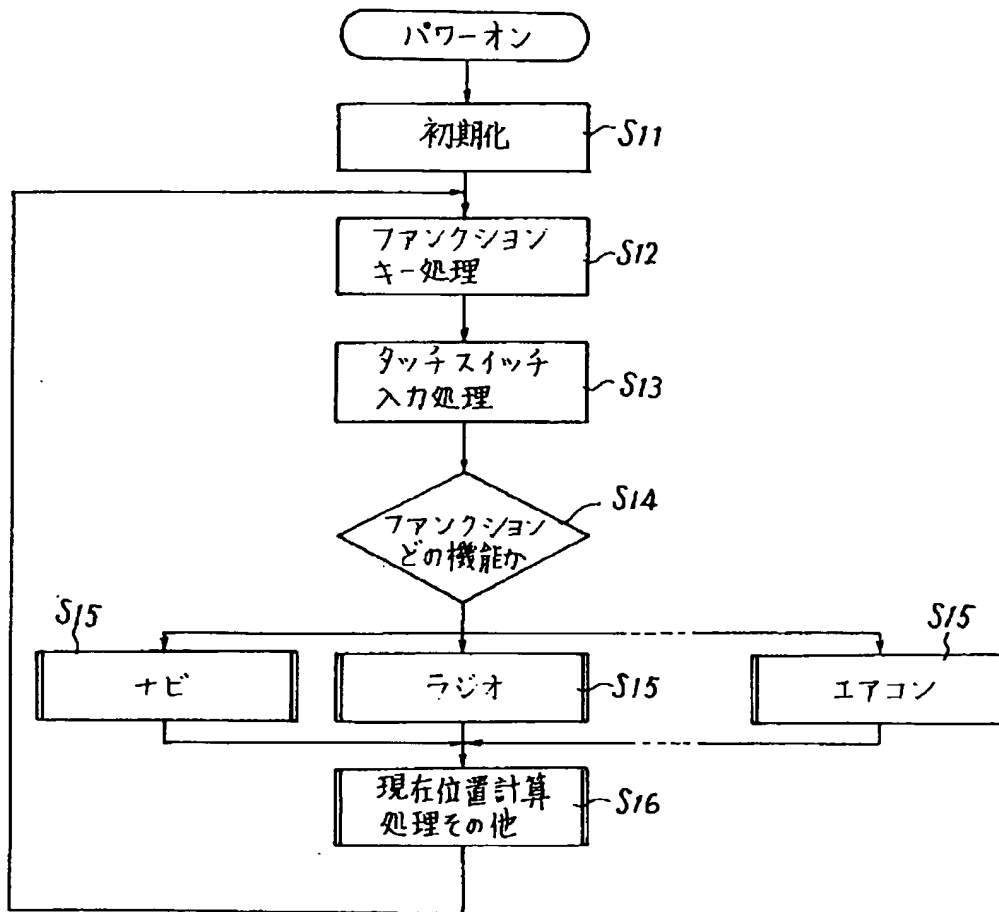 パワーオン
初期化
S11
ファンクション
キー処理
S12
タッチスイッチ
入力処理
S13
ファンクション
どの機能か
S14
S15
ナビ
ラジオ
S15
S15
エアコン
現在位置計算
処理その他
S16